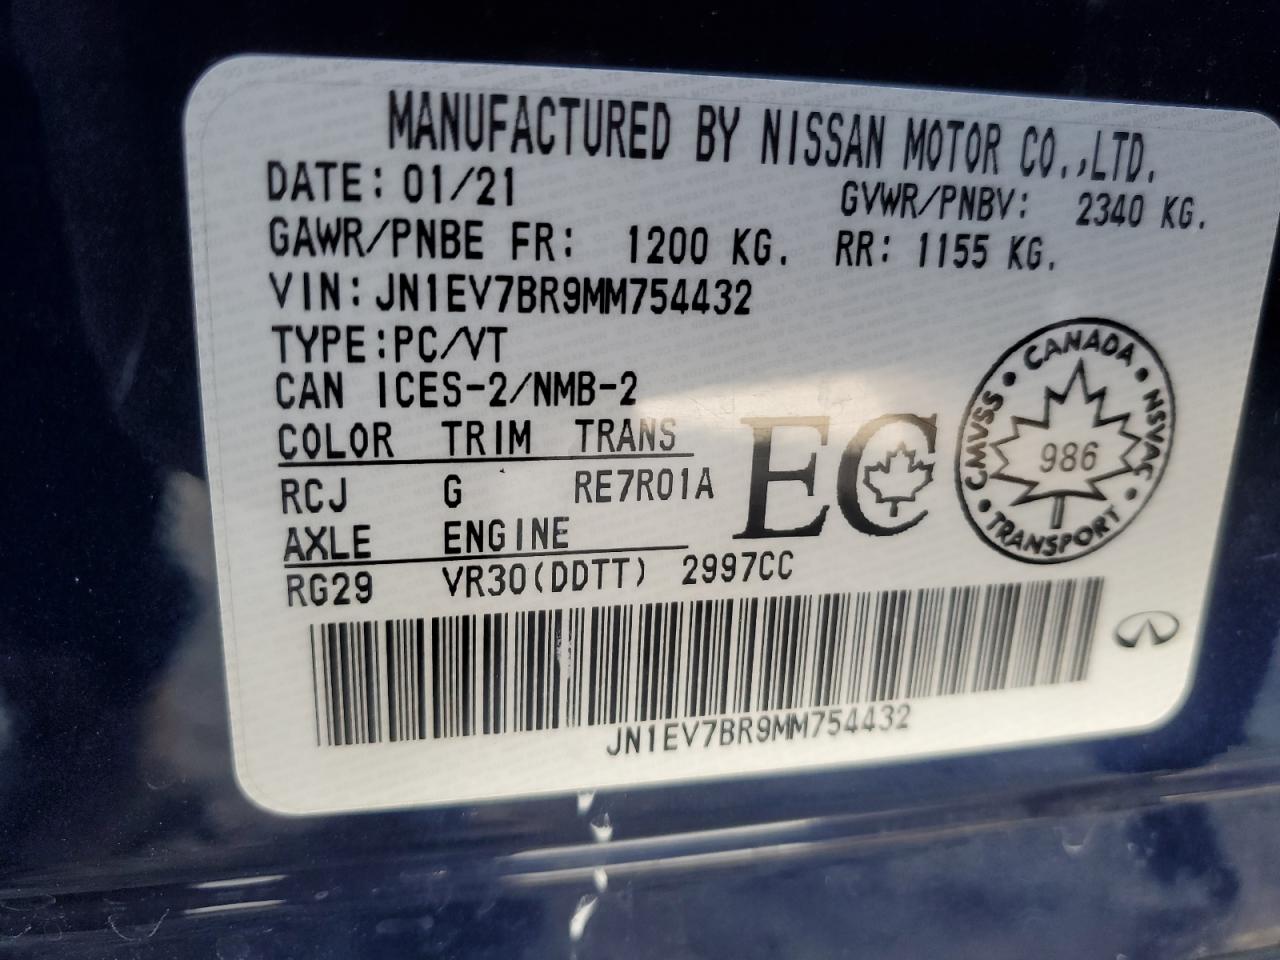 MANUFACTURED BY NISSAN MOTOR CO.,LTD.
DATE: 01/21 GVWR/PNBV: 2340 KG.
GAWR/PNBE FR: 1200 KG. RR: 1155 KG.
VIN: JN1EV7BR9MM754432
TYPE:PC/VT
CAN ICES-2/NMB-2
COLOR TRIM TRANS
RCJ G RE7R01A
AXLE ENGINE
RG29 VR30(DDTT) 2997CC
EC
CANADA
CMVSS
NSVAC
986
TRANSPORT
JN1EV7BR9MM754432